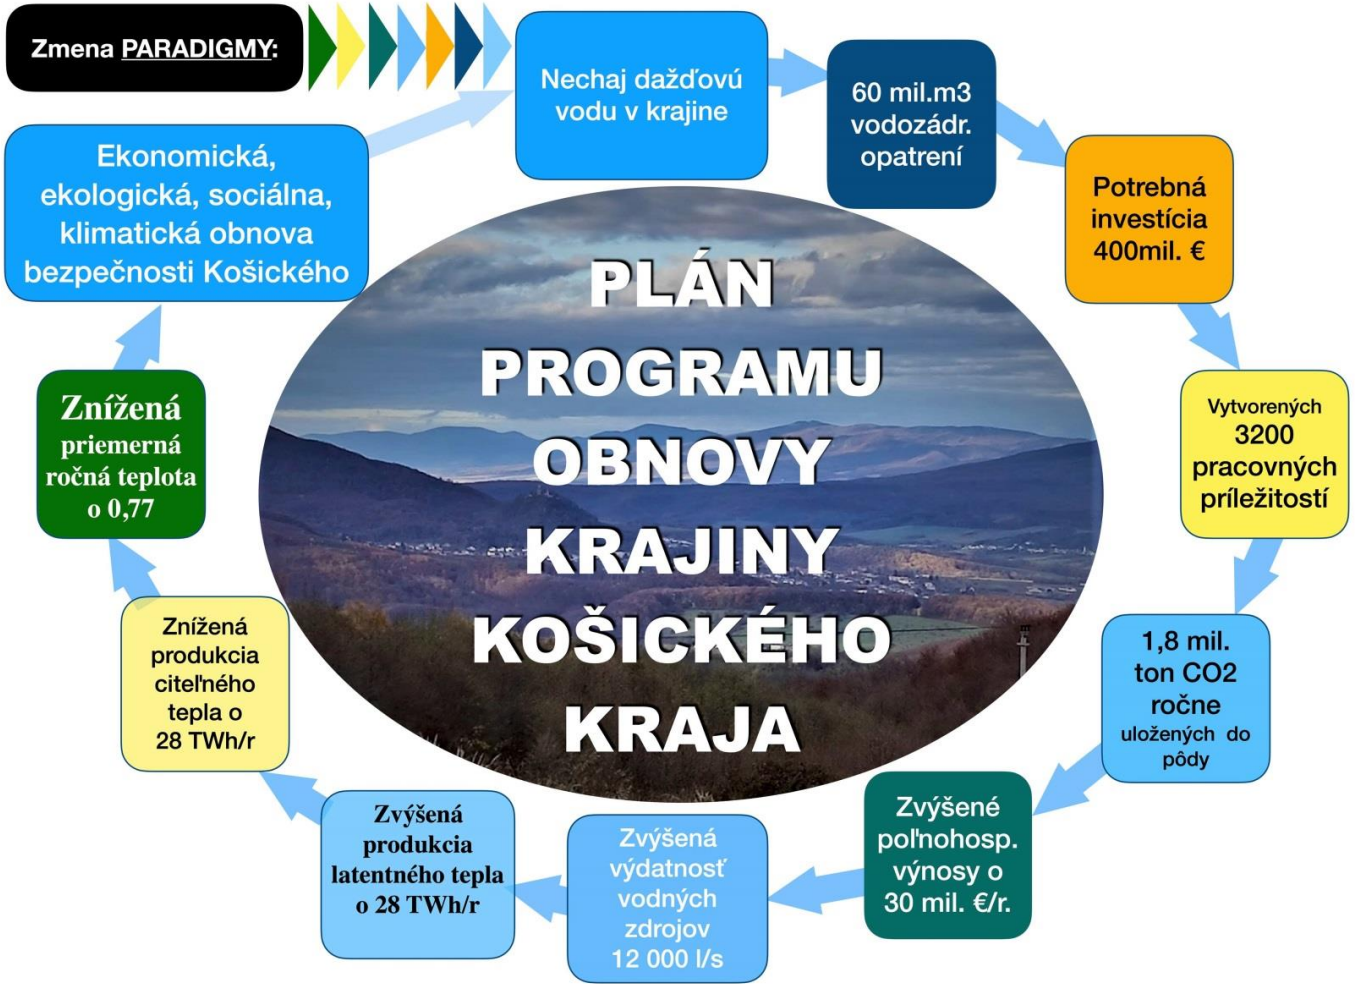 Zmena PARADIGMY:
Nechaj dažďovú
vodu v krajine
60 mil.m3
vodozádr.
opatrení
Potrebná
investícia
400mil. €
Vytvorených
3200
pracovných
príležitostí
1,8 mil.
ton CO2
ročne
uložených do
pôdy
Zvýšené
poľnohosp.
výnosy o
30 mil. €/r.
Zvýšená
výdatnosť
vodných
zdrojov
12 000 l/s
Zvýšená
produkcia
latentného tepla
o 28 TWh/r
Znížená
produkcia
citeľného
tepla o
28 TWh/r
Znížená
priemerná
ročná teplota
o 0,77
Ekonomická,
ekologická, sociálna,
klimatická obnova
bezpečnosti Košického
PLÁN
PROGRAMU
OBNOVY
KRAJINY
KOŠICKÉHO
KRAJA